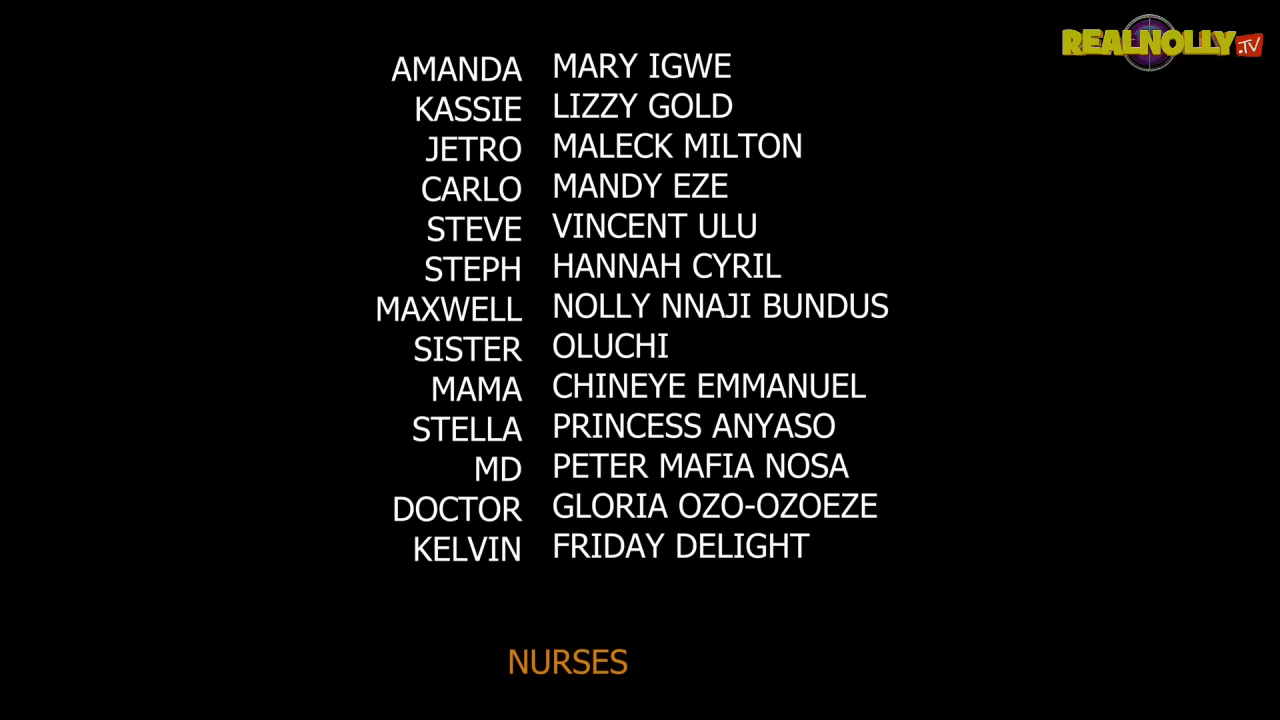 REALNOLLY.TV
AMANDA MARY IGWE
KASSIE LIZZY GOLD
JETRO MALECK MILTON
CARLO MANDY EZE
STEVE VINCENT ULU
STEPH HANNAH CYRIL
MAXWELL NOLLY NNAJI BUNDUS
SISTER OLUCHI
MAMA CHINEYE EMMANUEL
STELLA PRINCESS ANYASO
MD PETER MAFIA NOSA
DOCTOR GLORIA OZO-OZOEZE
KELVIN FRIDAY DELIGHT
NURSES